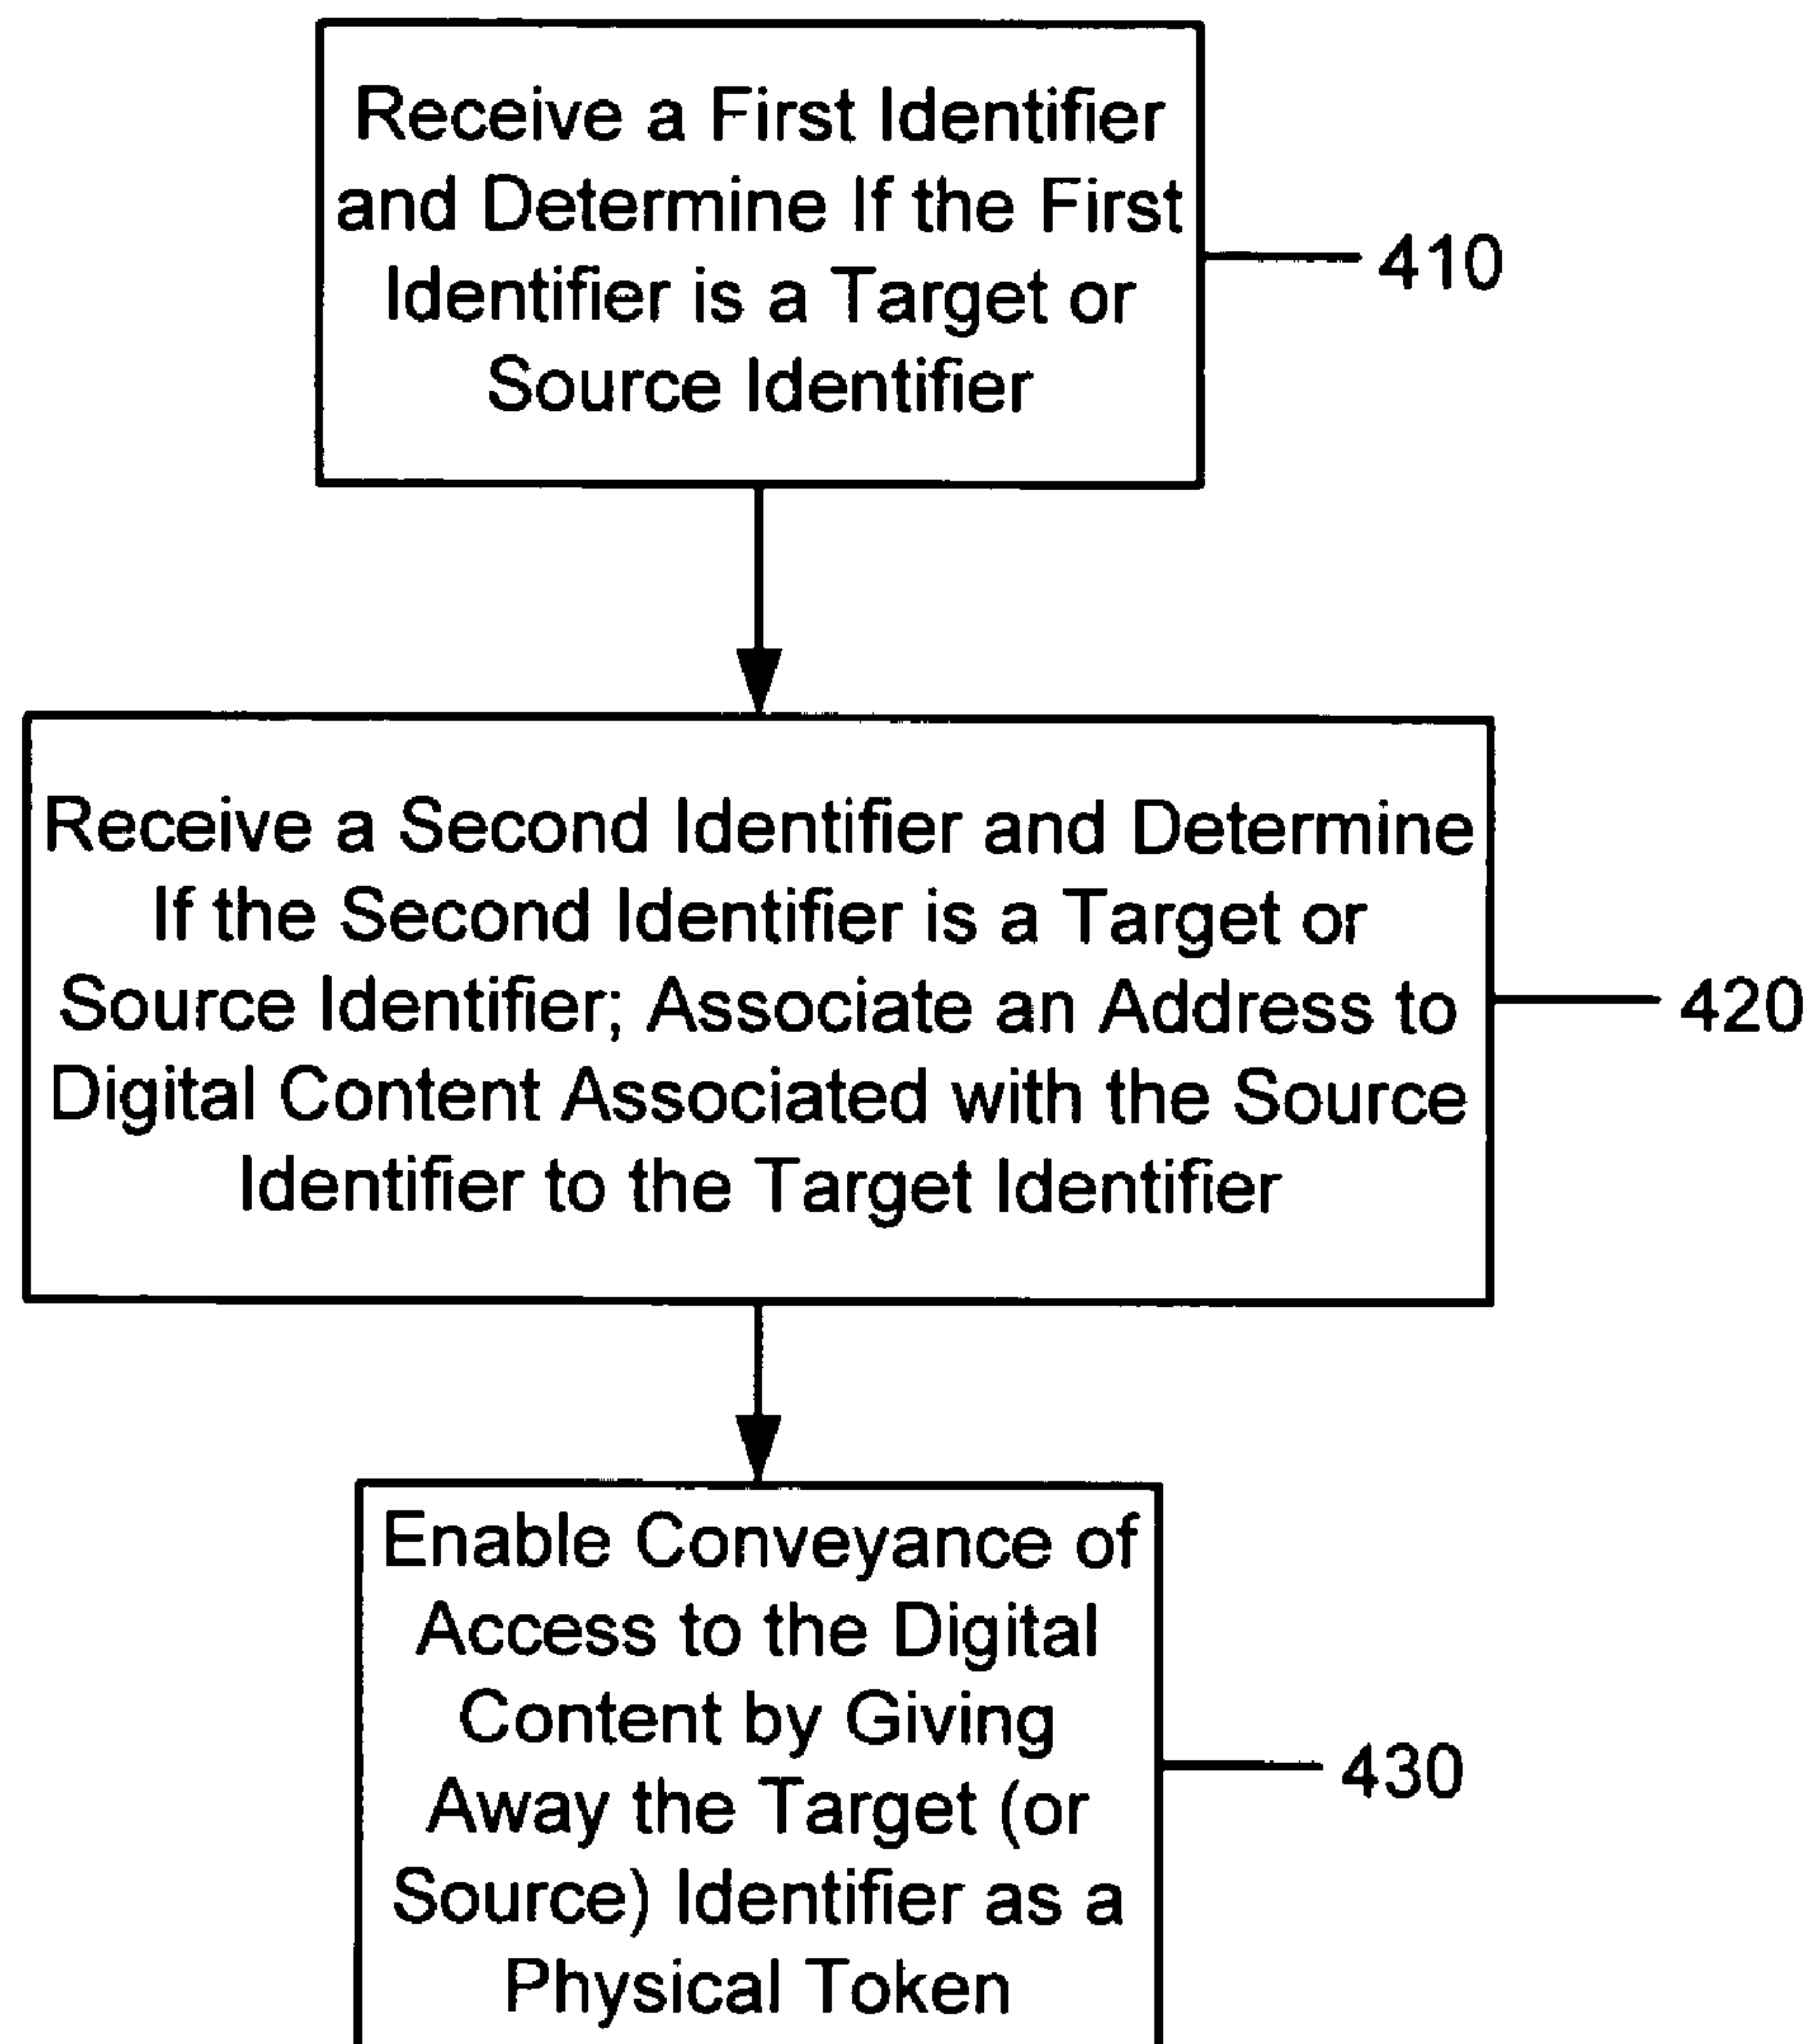 Receive a First Identifier
and Determine If the First
Identifier is a Target or
Source Identifier
410
Receive a Second Identifier and Determine
If the Second Identifier is a Target or
Source Identifier; Associate an Address to
Digital Content Associated with the Source
Identifier to the Target Identifier
420
Enable Conveyance of
Access to the Digital
Content by Giving
Away the Target (or
Source) Identifier as a
Physical Token
430